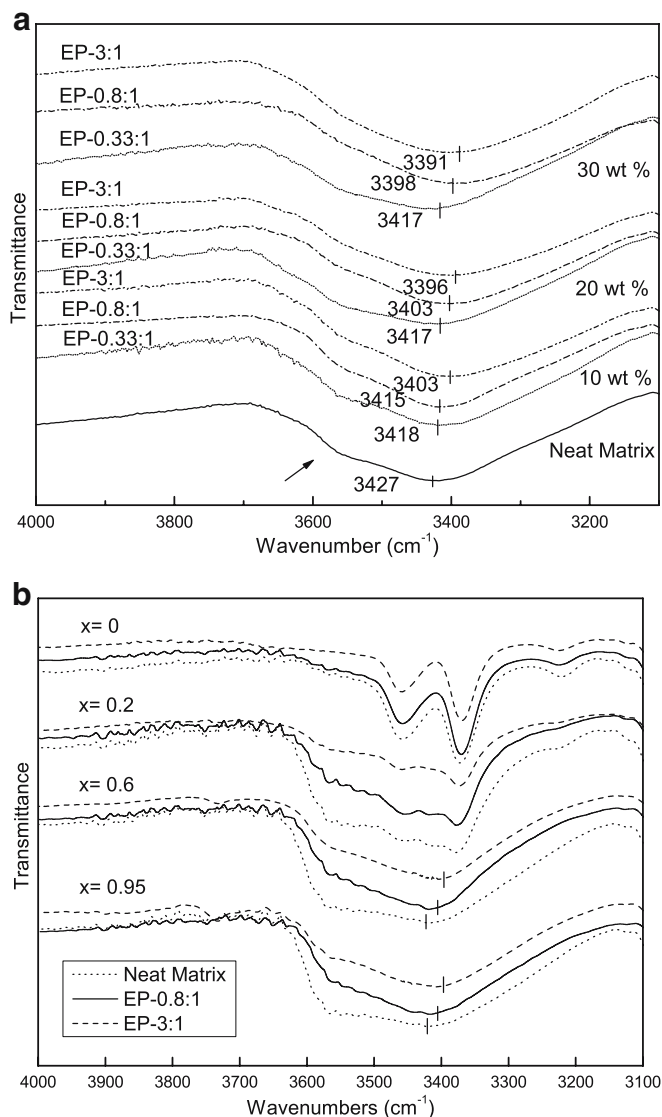 a
EP-3:1
EP-0.8:1
EP-0.33:1
3391
3398
3417
30 wt %
EP-3:1
EP-0.8:1
EP-0.33:1
3396
3403
3417
20 wt %
EP-3:1
EP-0.8:1
EP-0.33:1
3403
3415
3418
10 wt %
Neat Matrix
3427
Transmittance
4000 3800 3600 3400 3200
Wavenumber (cm⁻¹)
b
x= 0
x= 0.2
x= 0.6
x= 0.95
Neat Matrix
EP-0.8:1
EP-3:1
Transmittance
4000 3900 3800 3700 3600 3500 3400 3300 3200 3100
Wavenumbers (cm⁻¹)